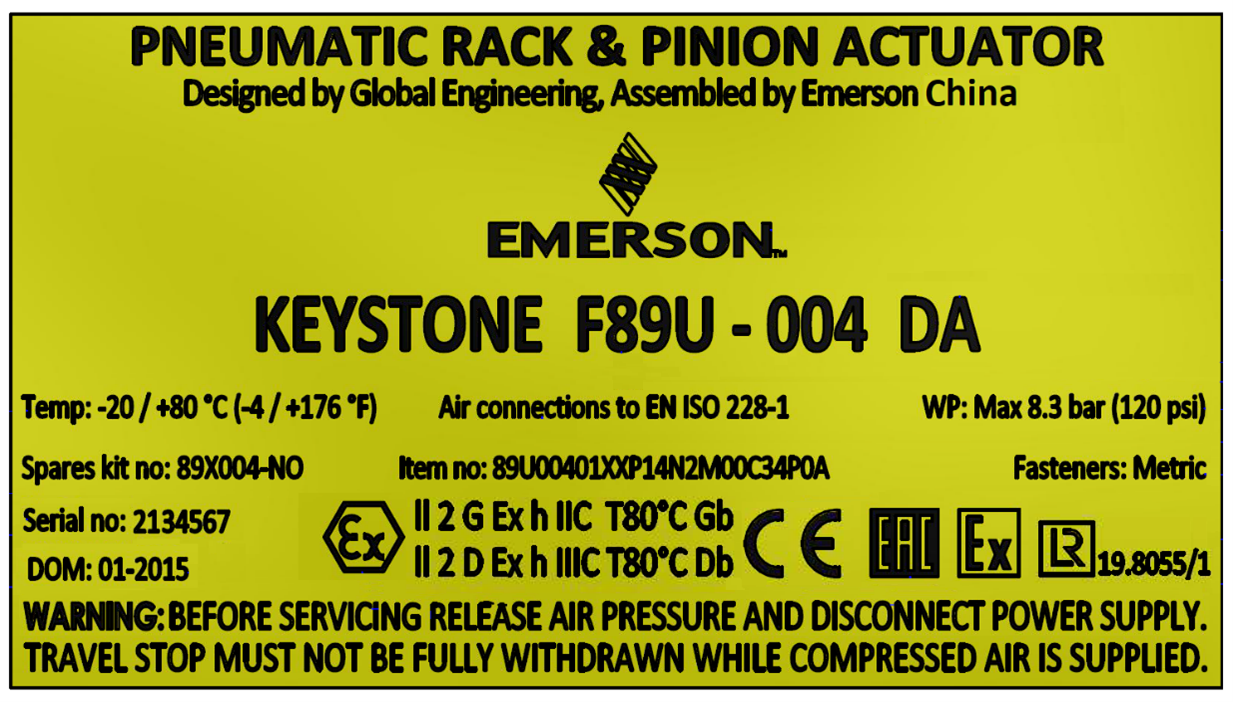 PNEUMATIC RACK & PINION ACTUATOR
Designed by Global Engineering, Assembled by Emerson China
EMERSON™
KEYSTONE F89U - 004 DA
Temp: -20 / +80 °C (-4 / +176 °F) Air connections to EN ISO 228-1 WP: Max 8.3 bar (120 psi)
Spares kit no: 89X004-NO Item no: 89U00401XXP14N2M00C34P0A Fasteners: Metric
Serial no: 2134567
DOM: 01-2015
Ex
II 2 G Ex h IIC T80°C Gb
II 2 D Ex h IIIC T80°C Db
CE EAC Ex LR 19.8055/1
WARNING: BEFORE SERVICING RELEASE AIR PRESSURE AND DISCONNECT POWER SUPPLY.
TRAVEL STOP MUST NOT BE FULLY WITHDRAWN WHILE COMPRESSED AIR IS SUPPLIED.